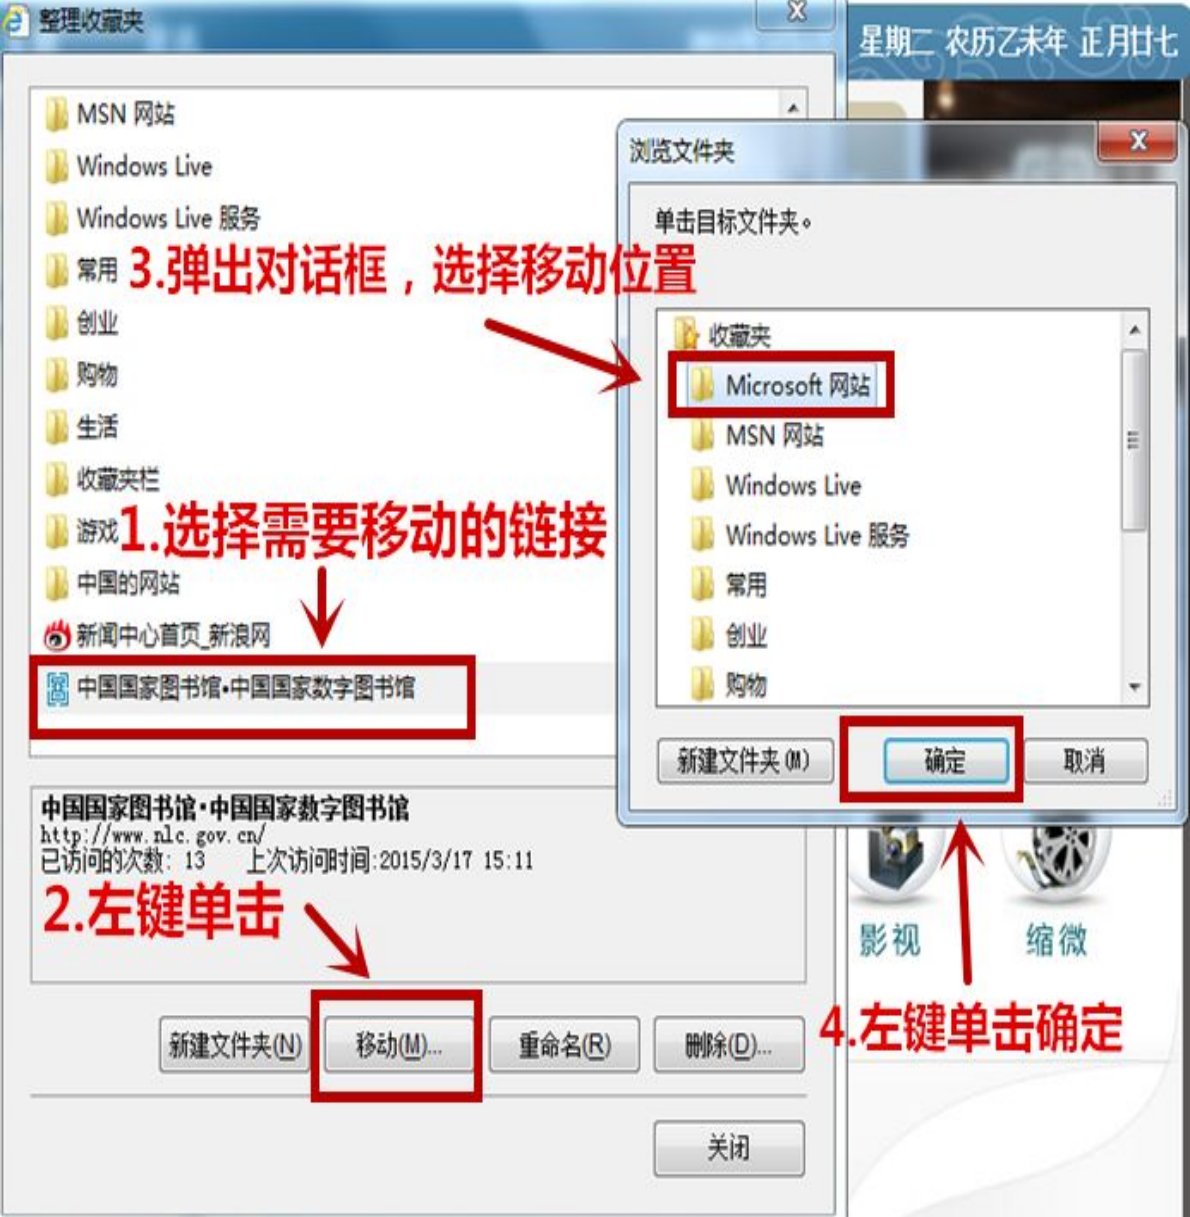 整理收藏夹
星期二 农历乙未年 正月廿七
MSN 网站
Windows Live
Windows Live 服务
常用
创业
购物
生活
收藏夹栏
游戏
中国的网站
新闻中心首页_新浪网
中国国家图书馆•中国国家数字图书馆
3.弹出对话框，选择移动位置
1.选择需要移动的链接
中国国家图书馆•中国国家数字图书馆
http://www.nlc.gov.cn/
已访问的次数: 13 上次访问时间:2015/3/17 15:11
2.左键单击
新建文件夹(N)
移动(M)...
重命名(R)
删除(D)...
关闭
浏览文件夹
单击目标文件夹。
收藏夹
Microsoft 网站
MSN 网站
Windows Live
Windows Live 服务
常用
创业
购物
新建文件夹(M)
确定
取消
影视
缩微
4.左键单击确定